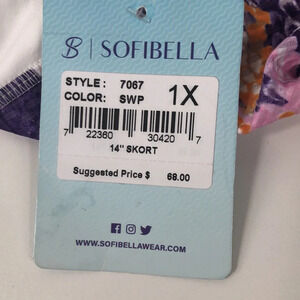 SB | SOFIBELLA
STYLE: 7067
COLOR: SWP 1X
7 22360 30420 7
14" SKORT
Suggested Price $ 68.00
WWW.SOFIBELLAWEAR.COM